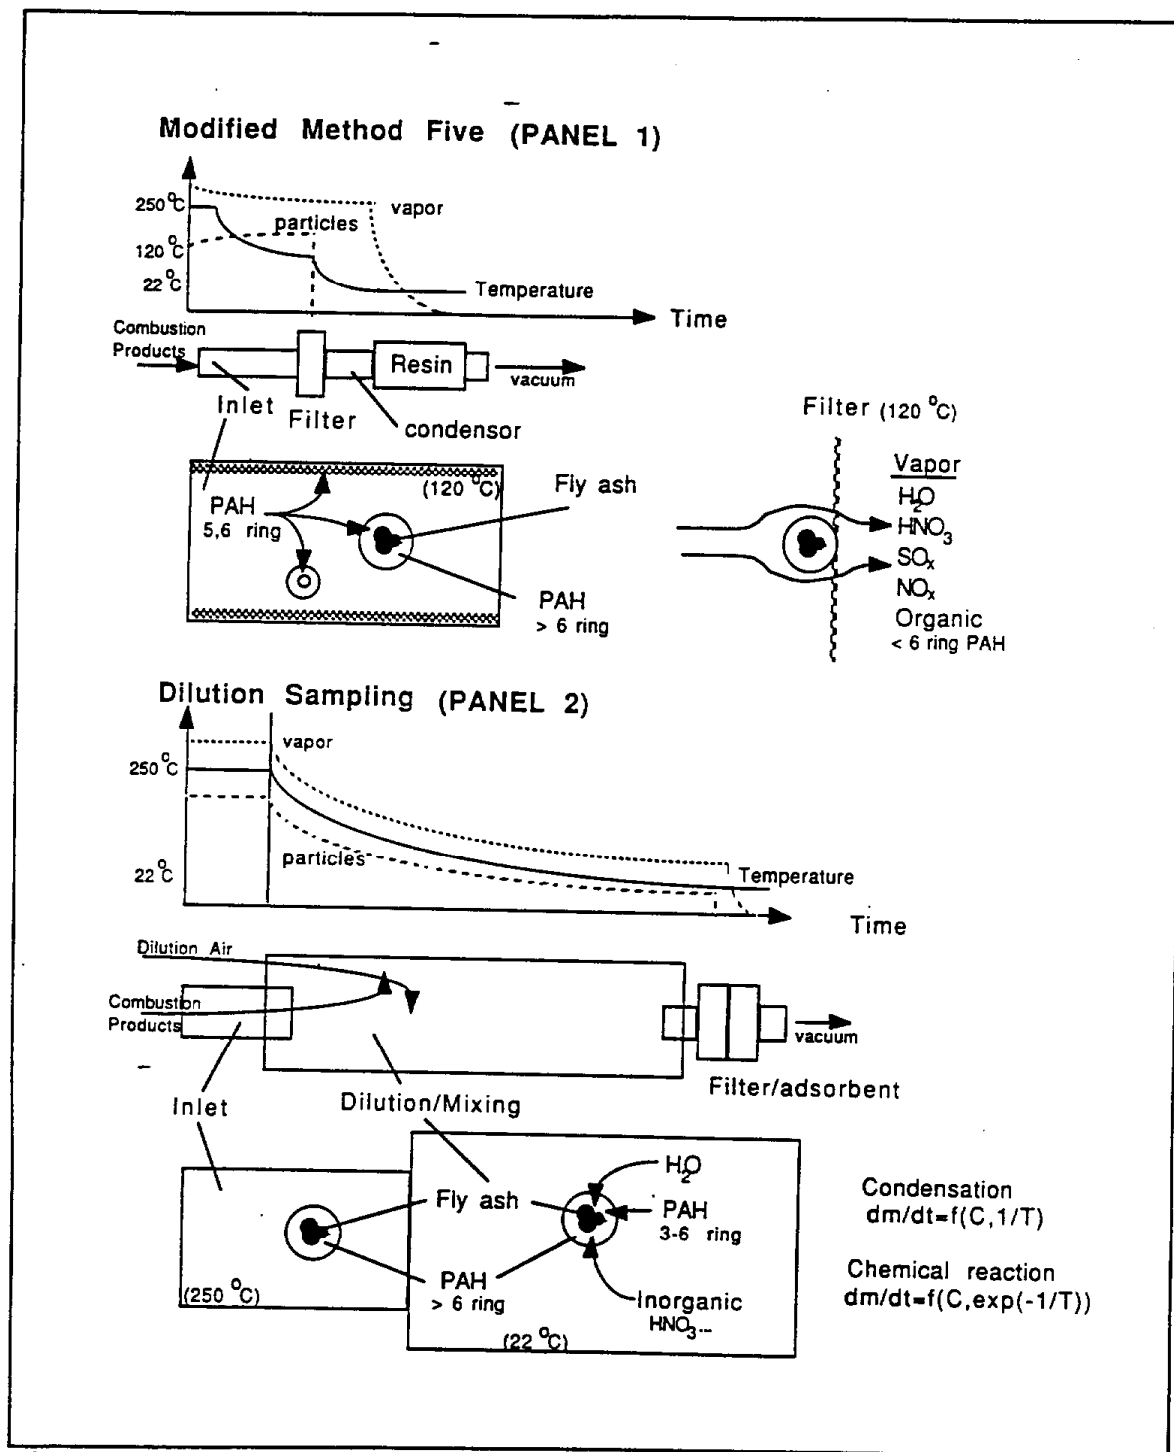 Modified Method Five (PANEL 1)
250 °C
vapor
particles
120 °C
22 °C
Temperature
Time
Combustion
Products
Resin
vacuum
Inlet
Filter
condensor
Filter (120 °C)
(120 °C)
Fly ash
PAH
5,6 ring
PAH
> 6 ring
Vapor
H2O
HNO3
SOx
NOx
Organic
< 6 ring PAH
Dilution Sampling (PANEL 2)
vapor
250 °C
particles
22 °C
Temperature
Time
Dilution Air
Combustion
Products
vacuum
Filter/adsorbent
Inlet
Dilution/Mixing
H2O
Fly ash
PAH
3-6 ring
PAH
> 6 ring
(250 °C)
Inorganic
HNO3--
(22 °C)
Condensation
dm/dt=f(C,1/T)
Chemical reaction
dm/dt=f(C,exp(-1/T))